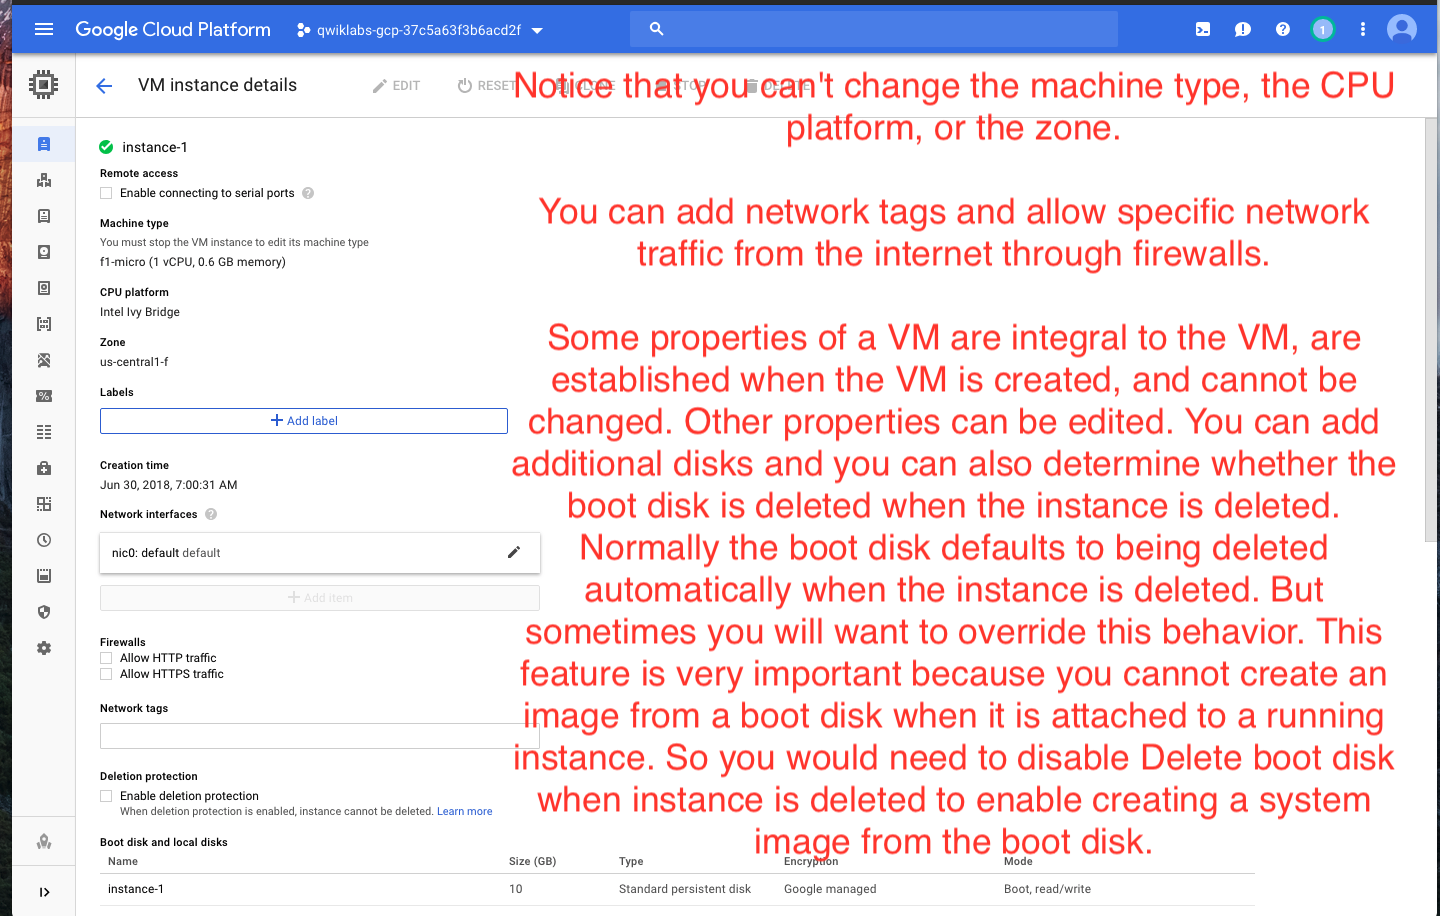 Google Cloud Platform
qwiklabs-gcp-37c5a63f3b6acd2f
1
VM instance details
EDIT
RESET
CLONE
STOP
DELETE
Notice that you can't change the machine type, the CPU
platform, or the zone.
You can add network tags and allow specific network
traffic from the internet through firewalls.
Some properties of a VM are integral to the VM, are
established when the VM is created, and cannot be
changed. Other properties can be edited. You can add
additional disks and you can also determine whether the
boot disk is deleted when the instance is deleted.
Normally the boot disk defaults to being deleted
automatically when the instance is deleted. But
sometimes you will want to override this behavior. This
feature is very important because you cannot create an
image from a boot disk when it is attached to a running
instance. So you would need to disable Delete boot disk
when instance is deleted to enable creating a system
image from the boot disk.
instance-1
Remote access
Enable connecting to serial ports
Machine type
You must stop the VM instance to edit its machine type
f1-micro (1 vCPU, 0.6 GB memory)
CPU platform
Intel Ivy Bridge
Zone
us-central1-f
Labels
Add label
Creation time
Jun 30, 2018, 7:00:31 AM
Network interfaces
nic0: default default
Add item
Firewalls
Allow HTTP traffic
Allow HTTPS traffic
Network tags
Deletion protection
Enable deletion protection
When deletion protection is enabled, instance cannot be deleted. Learn more
Boot disk and local disks
Name Size (GB) Type Encryption Mode
instance-1 10 Standard persistent disk Google managed Boot, read/write